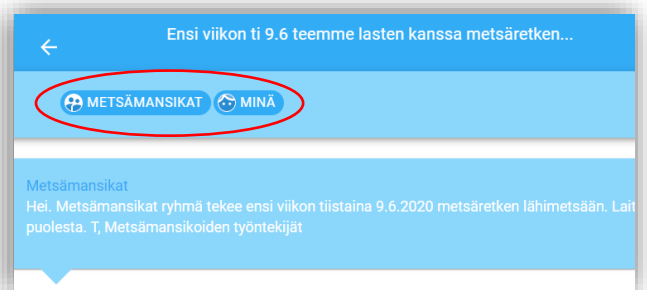 Ensi viikon ti 9.6 teemme lasten kanssa metsäretken...
METSÄMANSIKAT MINÄ
Metsämansikat
Hei. Metsämansikat ryhmä tekee ensi viikon tiistaina 9.6.2020 metsäretken lähimetsään.
puolesta. T, Metsämansikoiden työntekijät